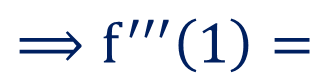 ⟹ f′′′(1) =